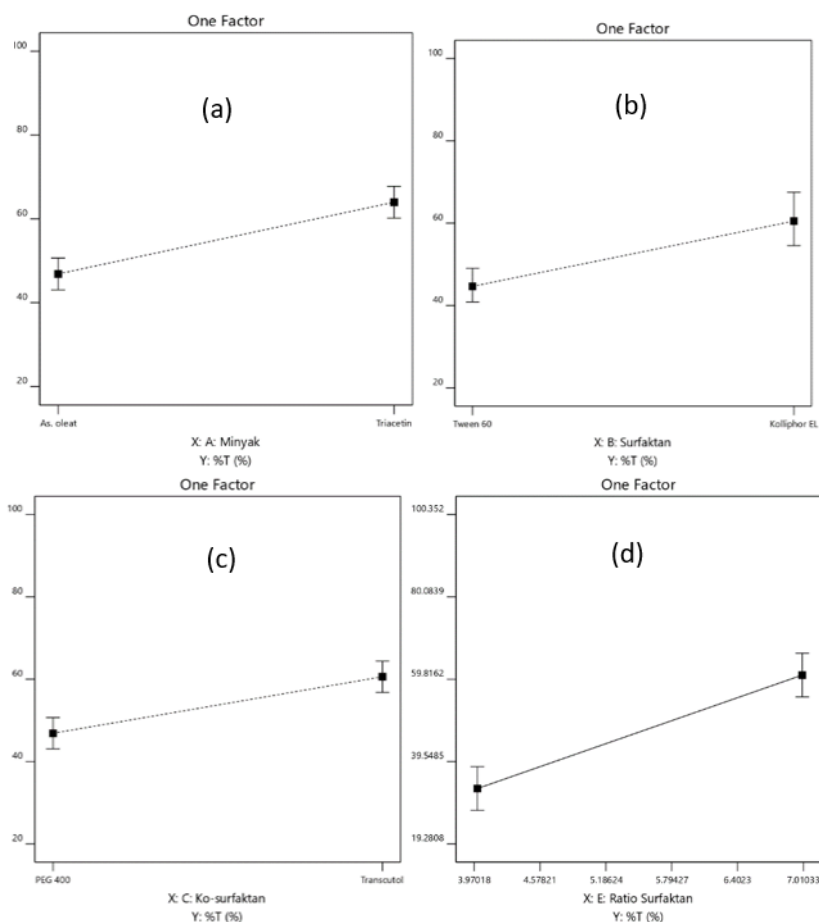 One Factor
100
80
60
40
20
(a)
As. oleat
Triacetin
X: A: Minyak
Y: %T (%)
One Factor
100
80
60
40
20
(b)
Tween 60
Kolliphor EL
X: B: Surfaktan
Y: %T (%)
One Factor
100
80
60
40
20
(c)
PEG 400
Transcutol
X: C: Ko-surfaktan
Y: %T (%)
One Factor
100.352
80.0839
59.8162
39.5485
19.2808
(d)
3.97018
4.57821
5.18624
5.79427
6.4023
7.01033
X: E: Ratio Surfaktan
Y: %T (%)